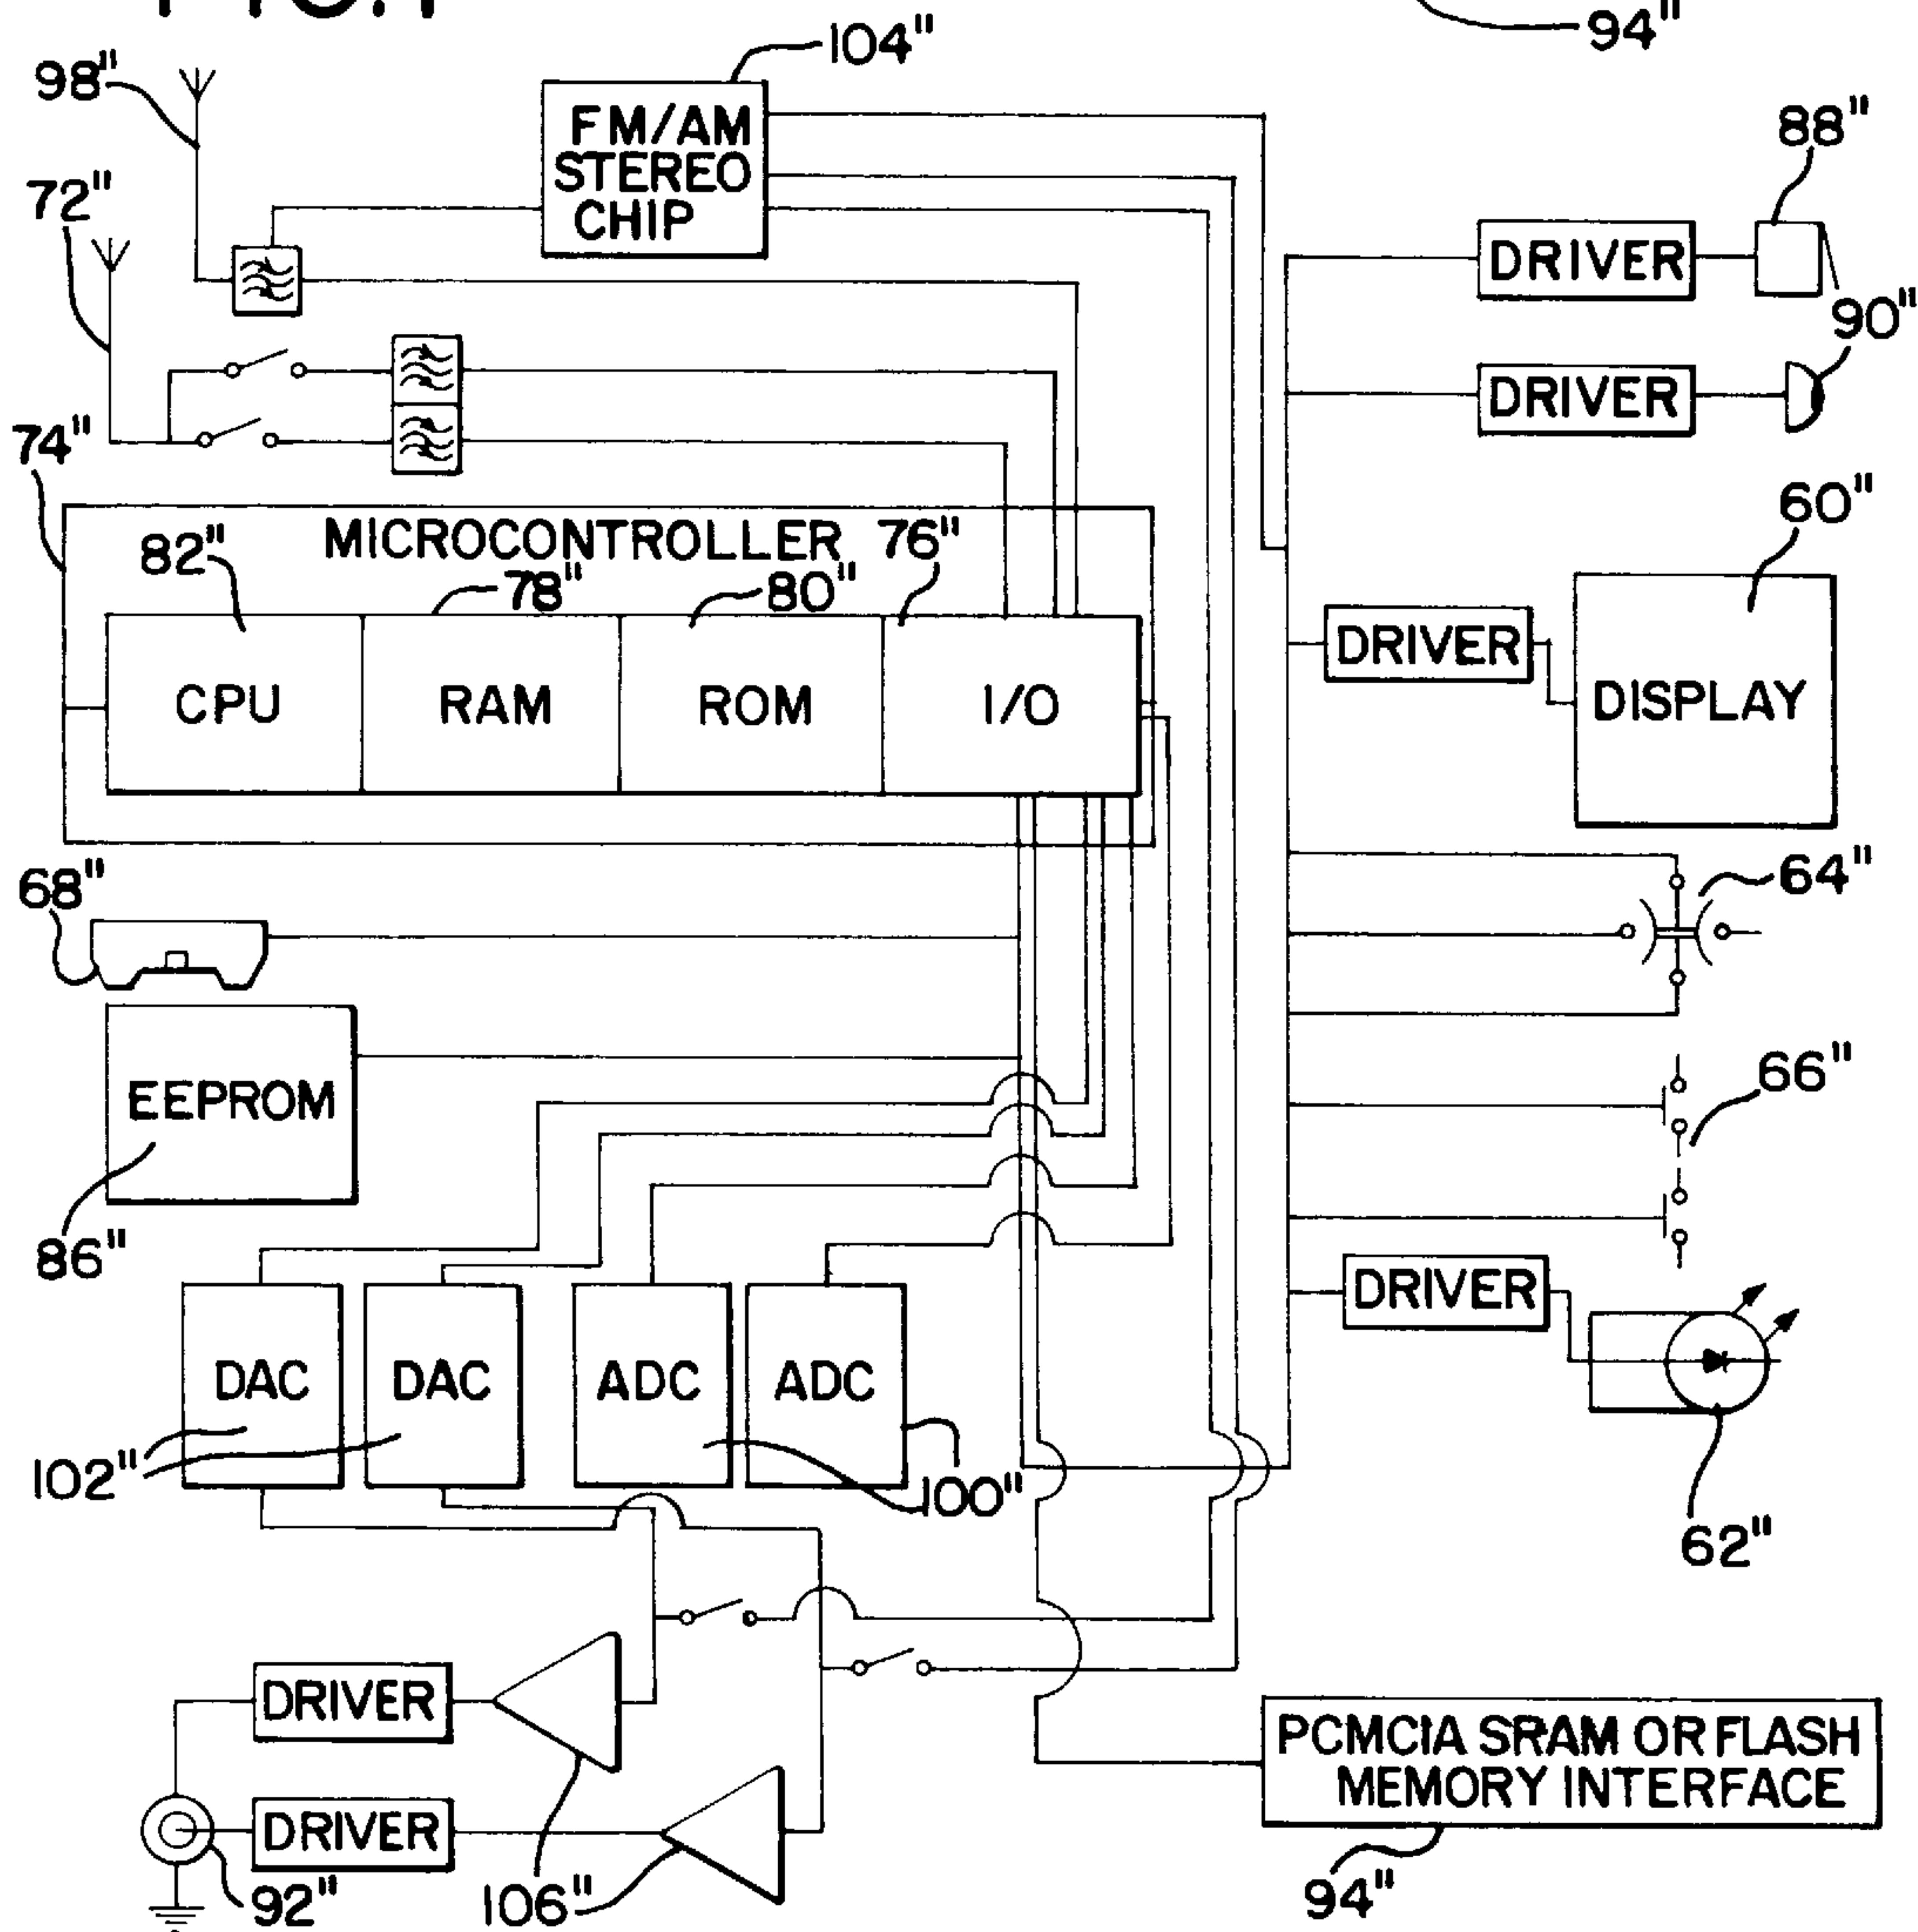 94"
104"
98"
FM/AM
STEREO
CHIP
88"
72"
DRIVER
90"
DRIVER
74"
60"
MICROCONTROLLER
76"
82"
78"
80"
CPU
RAM
ROM
I/O
DRIVER
DISPLAY
68"
64"
EEPROM
66"
86"
DRIVER
DAC
DAC
ADC
ADC
102"
100"
62"
DRIVER
PCMCIA SRAM OR FLASH
MEMORY INTERFACE
DRIVER
92"
106"
94"